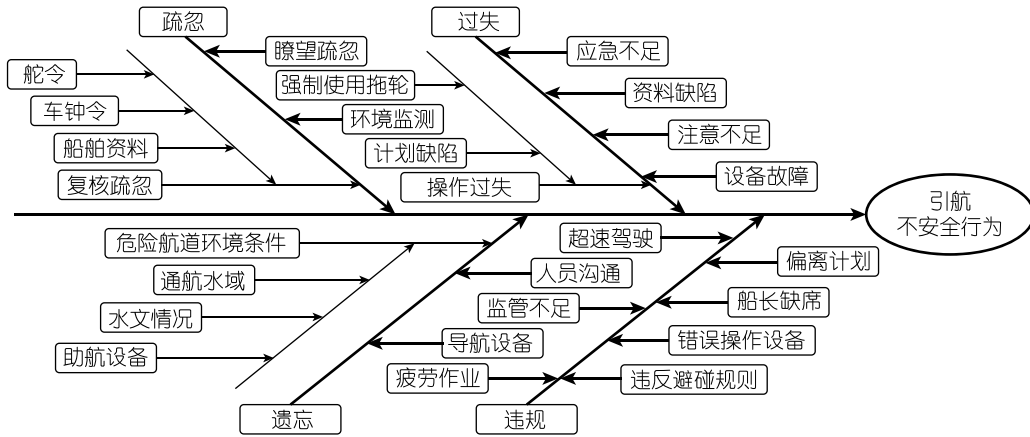 疏忽
过失
瞭望疏忽
应急不足
舵令
强制使用拖轮
资料缺陷
车钟令
环境监测
注意不足
船舶资料
计划缺陷
复核疏忽
操作过失
设备故障
引航
不安全行为
危险航道环境条件
超速驾驶
通航水域
人员沟通
偏离计划
水文情况
监管不足
船长缺席
助航设备
导航设备
错误操作设备
疲劳作业
违反避碰规则
遗忘
违规